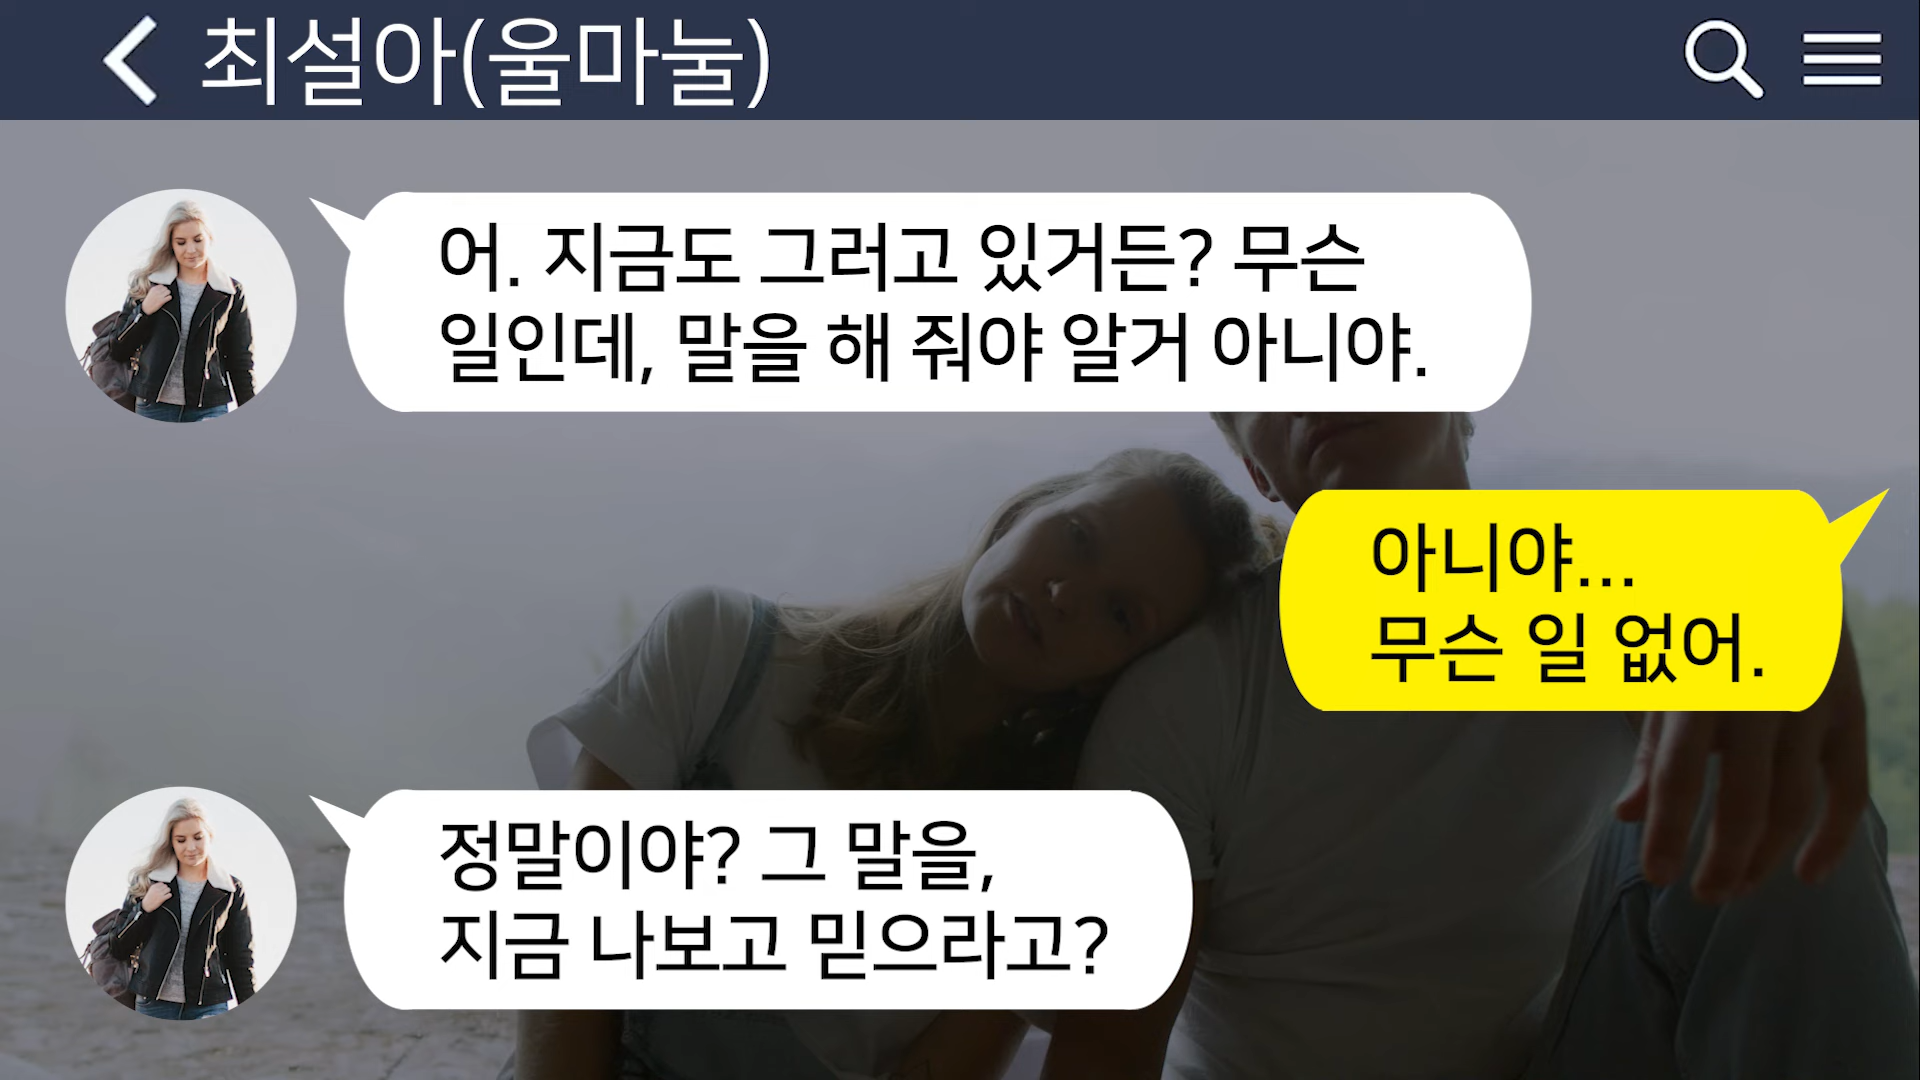 최설아(울마눌)
어. 지금도 그러고 있거든? 무슨
일인데, 말을 해 줘야 알거 아니야.
아니야...
무슨 일 없어.
정말이야? 그 말을,
지금 나보고 믿으라고?